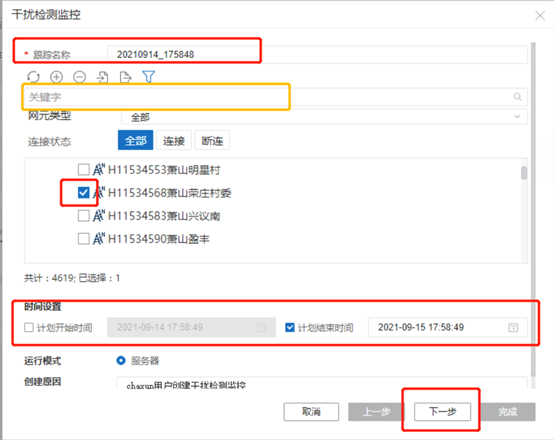 干扰检测监控
* 跟踪名称 20210914_175848
关键字
网元类型 全部
连接状态 全部 连接 断连
H11534553萧山明星村
H11534568萧山荣庄村委
H11534583萧山兴议南
H11534590萧山盈丰
共计：4619; 已选择：1
时间设置
计划开始时间 2021-09-14 17:58:49 计划结束时间 2021-09-15 17:58:49
运行模式 服务器
创建原因 chaxun用户创建干扰检测监控
取消 上一步 下一步 完成